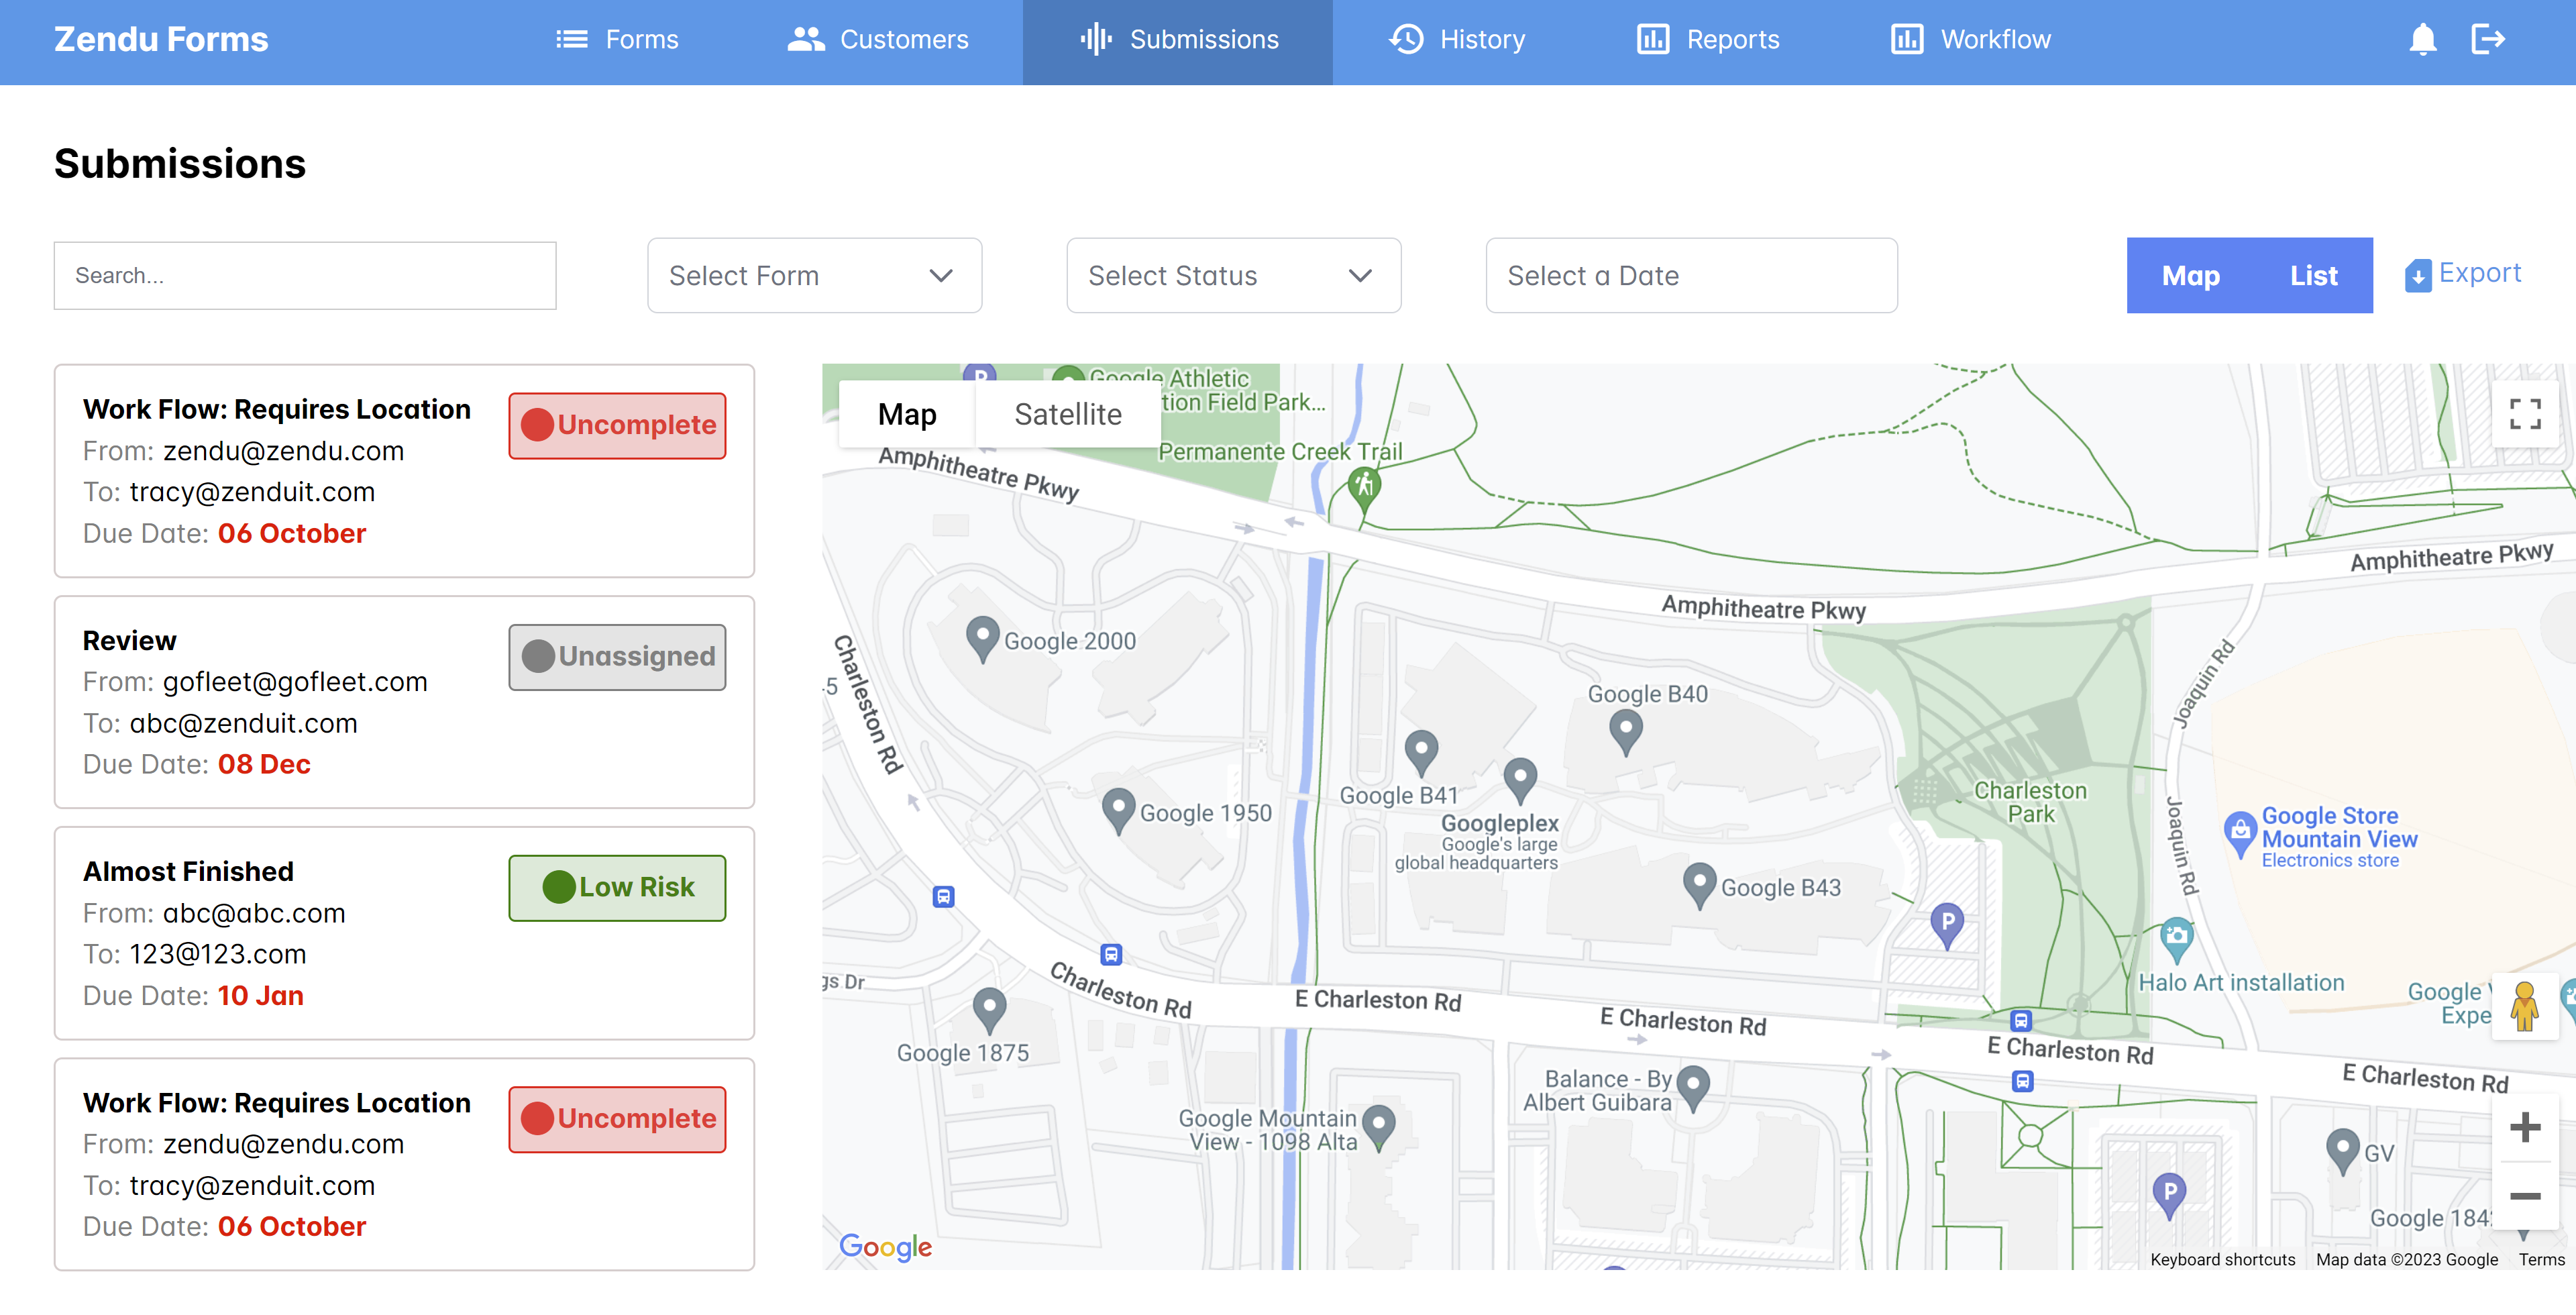 Zendu Forms
Forms
Customers
Submissions
History
Reports
Workflow
Submissions
Search...
Select Form
Select Status
Select a Date
Map
List
Export
Work Flow: Requires Location
Uncomplete
From: zendu@zendu.com
To: tracy@zenduit.com
Due Date: 06 October
Review
Unassigned
From: gofleet@gofleet.com
To: abc@zenduit.com
Due Date: 08 Dec
Almost Finished
Low Risk
From: abc@abc.com
To: 123@123.com
Due Date: 10 Jan
Work Flow: Requires Location
Uncomplete
From: zendu@zendu.com
To: tracy@zenduit.com
Due Date: 06 October
Map
Satellite
P
Google Athletic
Field Park...
Permanente Creek Trail
Amphitheatre Pkwy
Amphitheatre Pkwy
Amphitheatre Pkwy
Google 2000
Charleston Rd
Google B40
Joaquin Rd
Google B41
Google 1950
Googleplex
Google's large
global headquarters
Charleston
Park
Joaquin Rd
Google Store
Mountain View
Electronics store
Google B43
P
Halo Art installation
Google
Charleston Rd
E Charleston Rd
E Charleston Rd
E Charleston Rd
E Charleston Rd
Dr
Google 1875
Balance - By
Albert Guibara
Google Mountain
View - 1098 Alta
GV
P
Google
Google
Keyboard shortcuts
Map data ©2023 Google
Terms